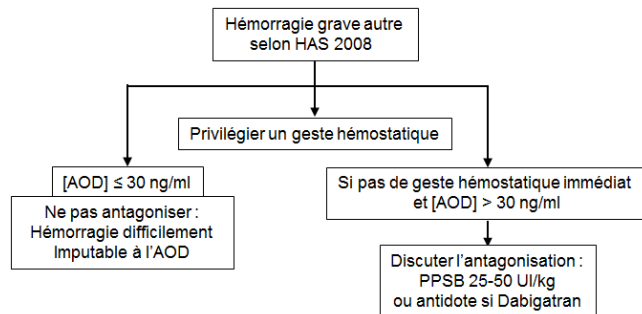 Hémorragie grave autre
selon HAS 2008
Privilégier un geste hémostatique
[AOD] ≤ 30 ng/ml
Ne pas antagoniser :
Hémorragie difficilement
Imputable à l'AOD
Si pas de geste hémostatique immédiat
et [AOD] > 30 ng/ml
Discuter l'antagonisation :
PPSB 25-50 UI/kg
ou antidote si Dabigatran